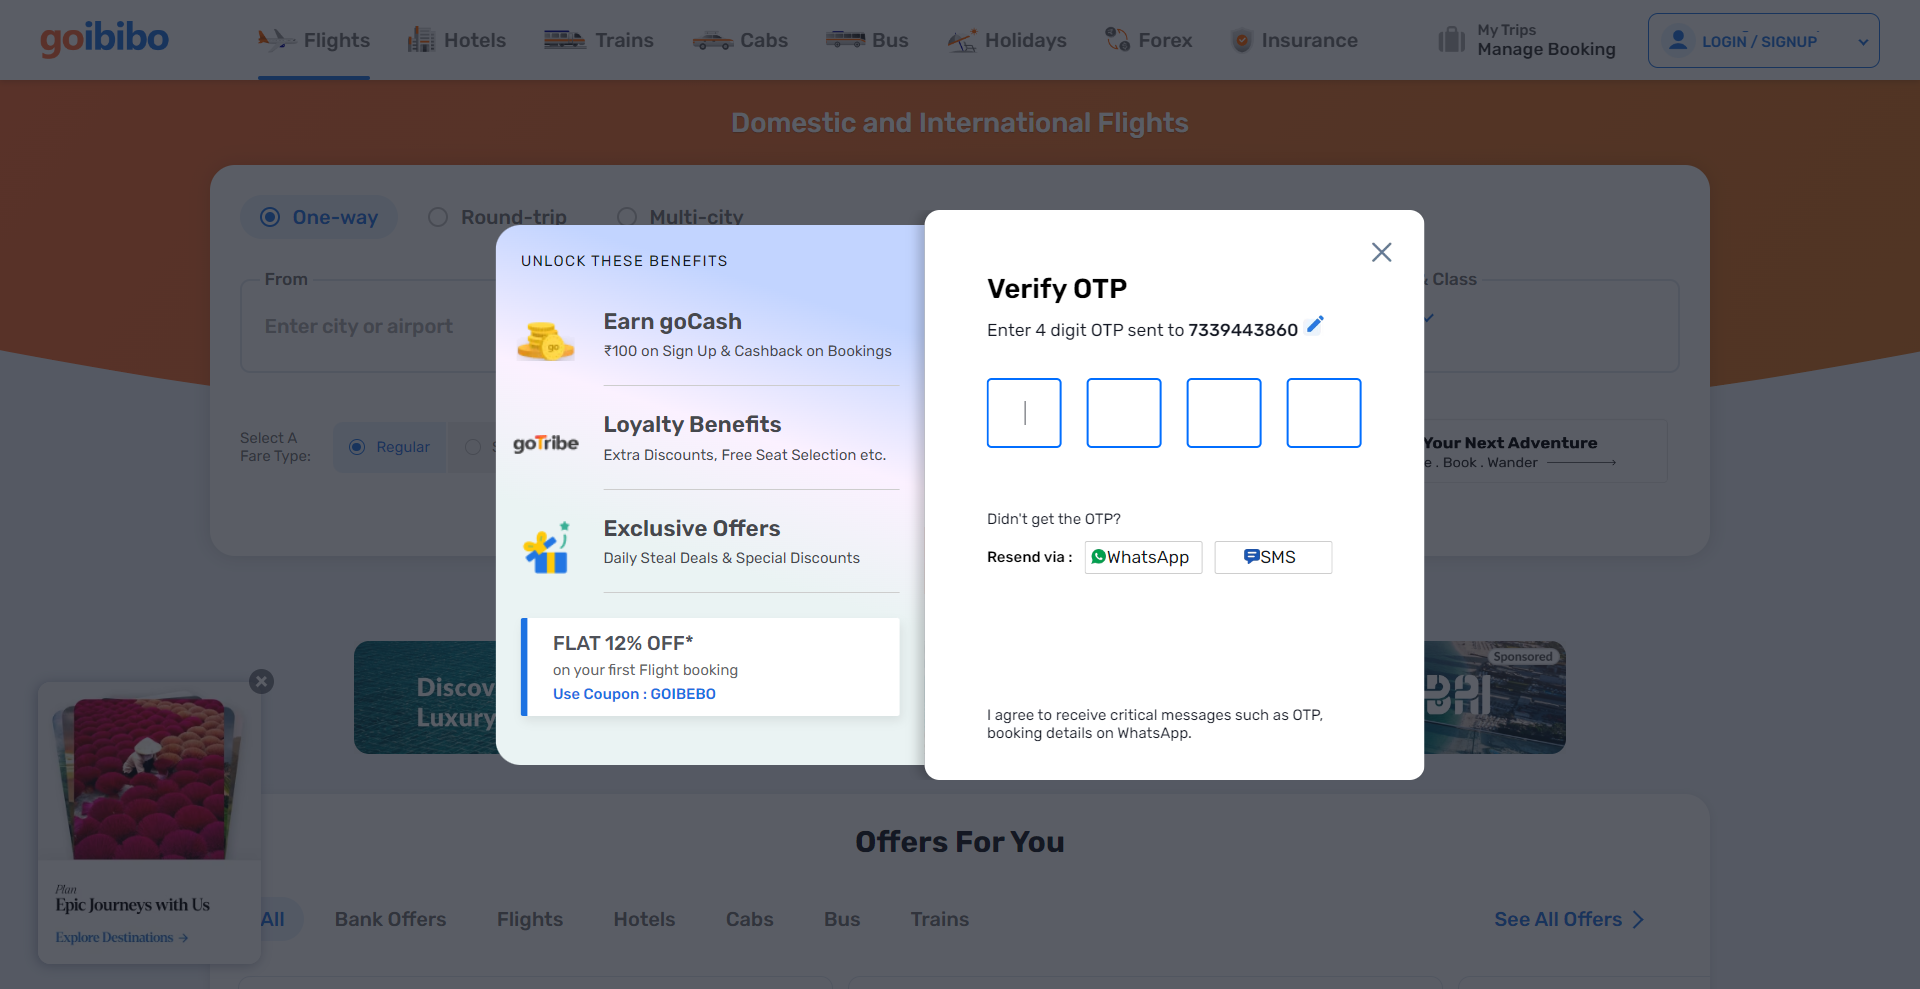 goibibo
Flights
Hotels
Trains
Cabs
Bus
Holidays
Forex
Insurance
My Trips
Manage Booking
LOGIN / SIGNUP
Domestic and International Flights
One-way
Round-trip
Multi-city
From
Enter city or airport
Class
Select A
Fare Type:
Regular
Your Next Adventure
. Book . Wander
UNLOCK THESE BENEFITS
Earn goCash
₹100 on Sign Up & Cashback on Bookings
go
goTribe
Loyalty Benefits
Extra Discounts, Free Seat Selection etc.
Exclusive Offers
Daily Steal Deals & Special Discounts
FLAT 12% OFF*
on your first Flight booking
Use Coupon : GOIBEBO
Verify OTP
Enter 4 digit OTP sent to 7339443860
Didn't get the OTP?
Resend via :
WhatsApp
SMS
I agree to receive critical messages such as OTP,
booking details on WhatsApp.
Discov
Luxury
Sponsored
BAI
Plan
Epic Journeys with Us
Explore Destinations →
Offers For You
All
Bank Offers
Flights
Hotels
Cabs
Bus
Trains
See All Offers